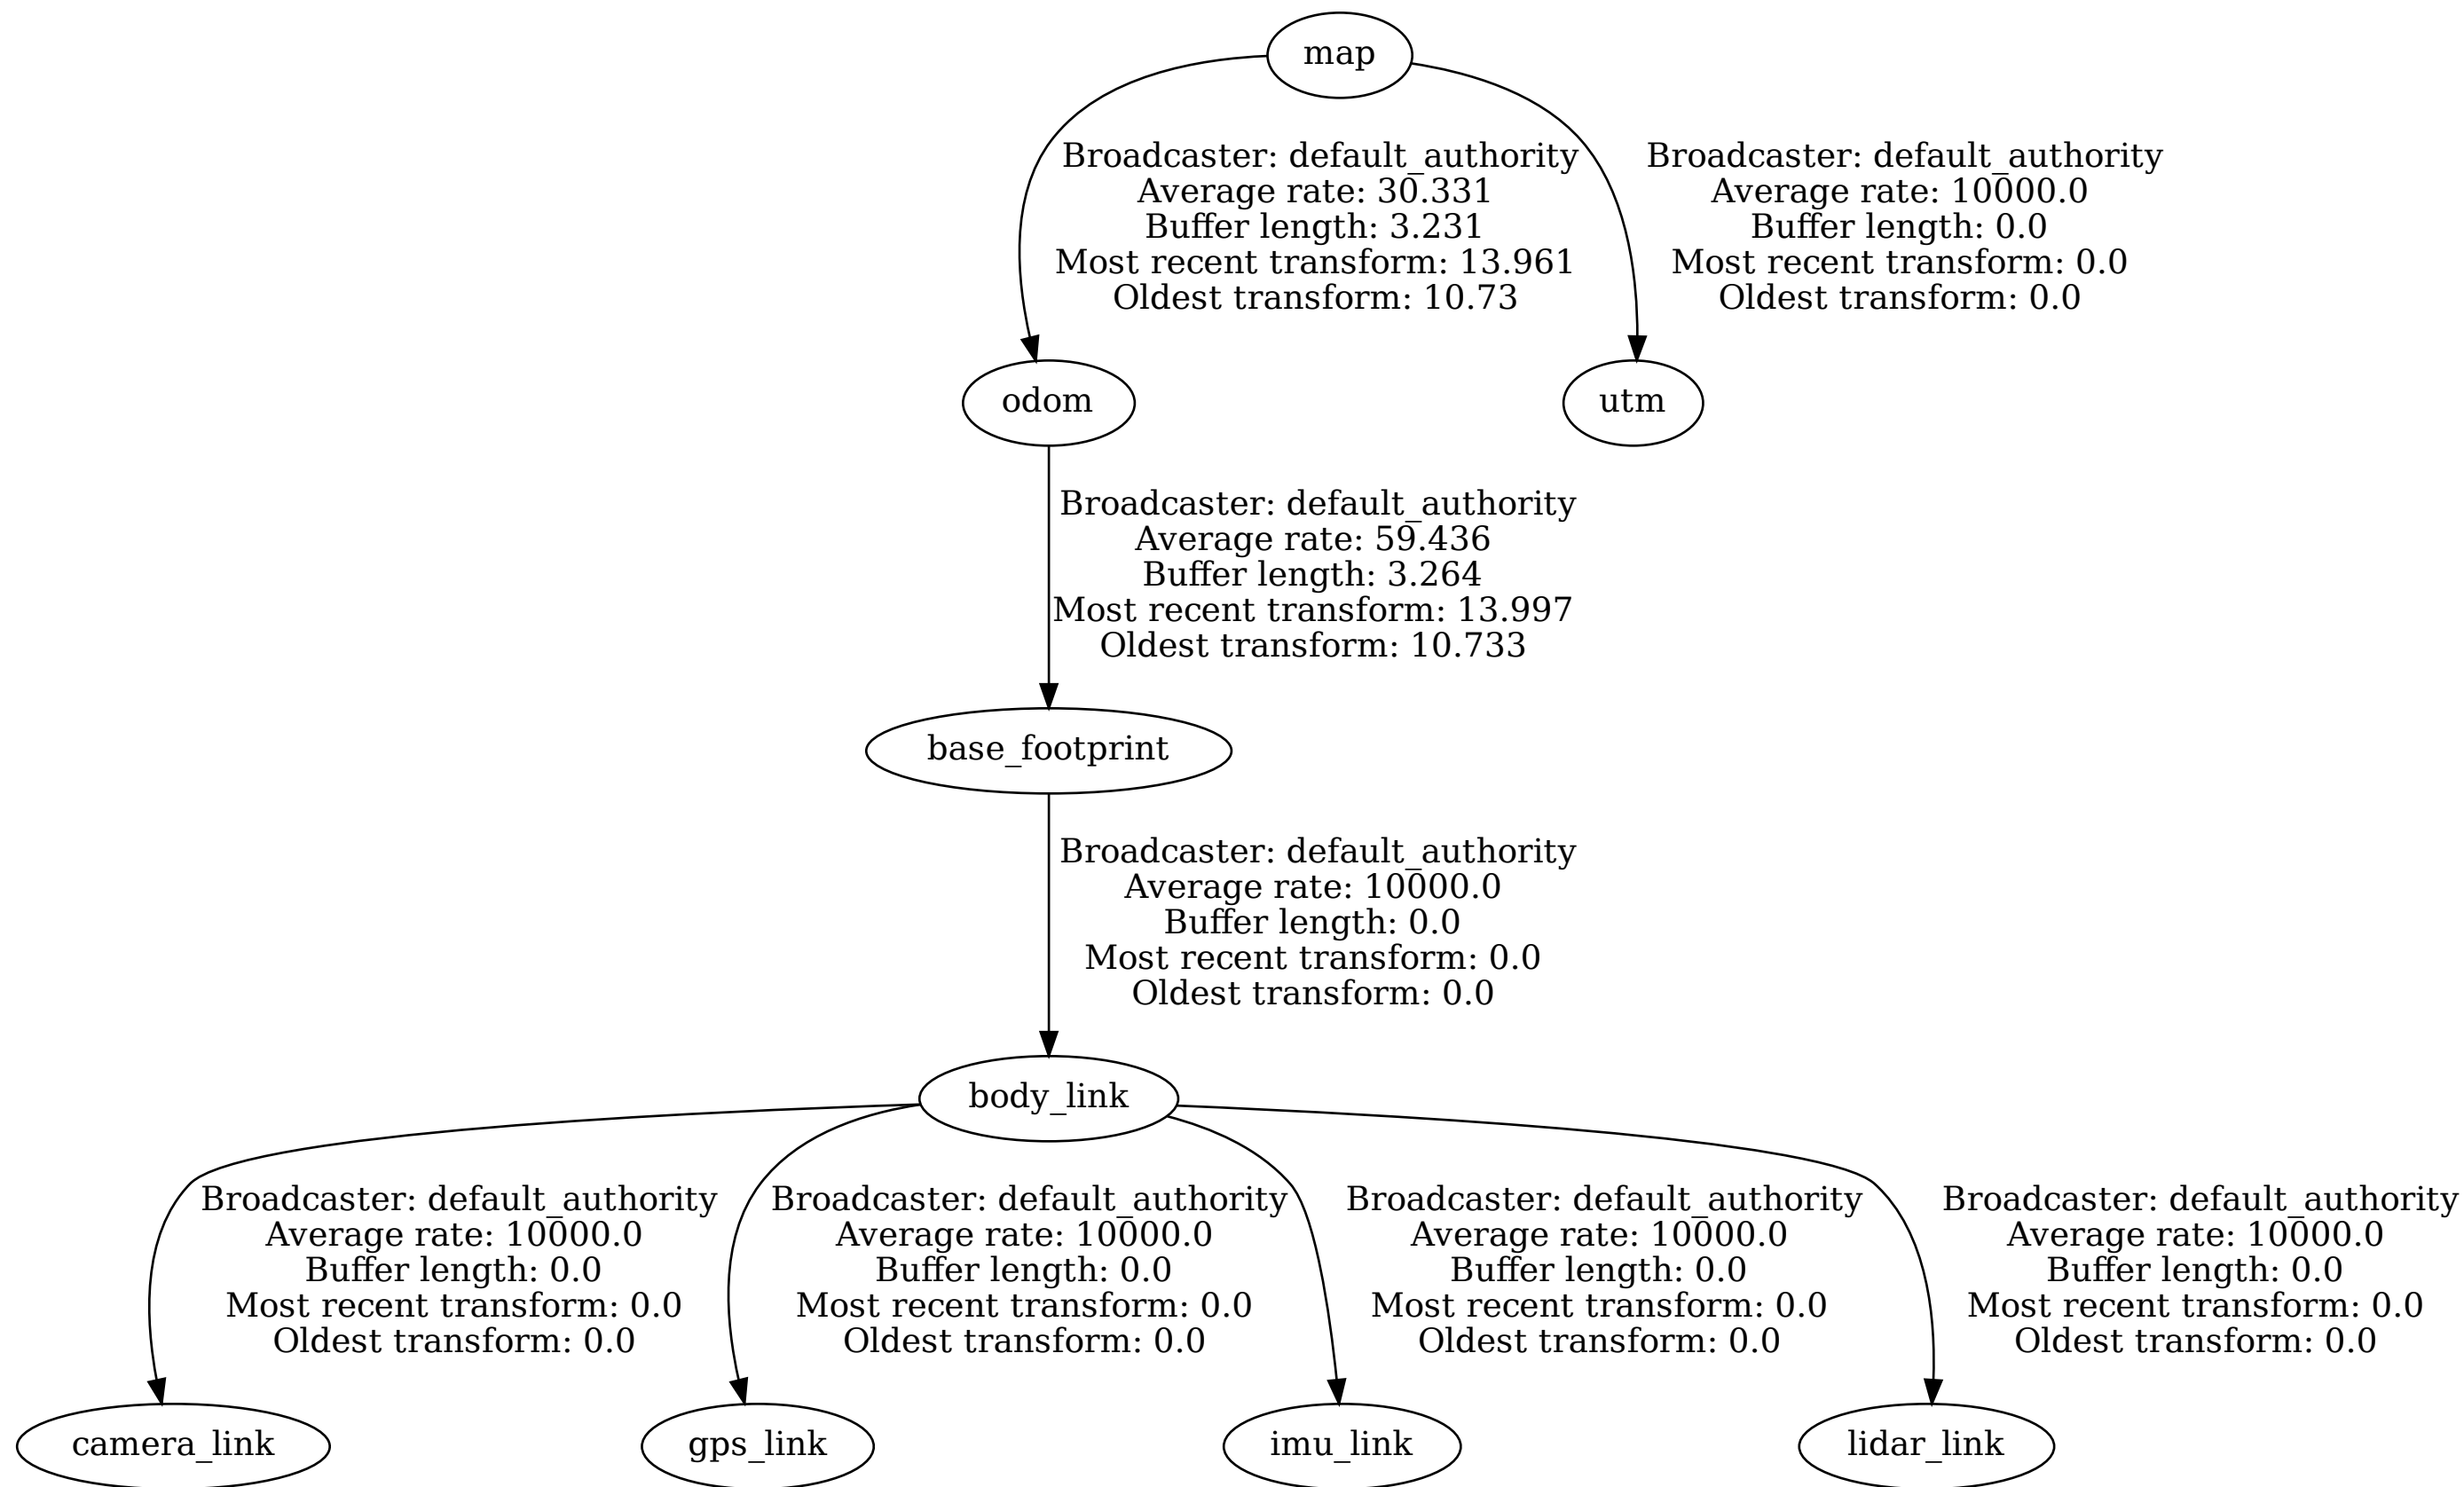 map
Broadcaster: default_authority
Average rate: 30.331
Buffer length: 3.231
Most recent transform: 13.961
Oldest transform: 10.73
Broadcaster: default_authority
Average rate: 10000.0
Buffer length: 0.0
Most recent transform: 0.0
Oldest transform: 0.0
odom
utm
Broadcaster: default_authority
Average rate: 59.436
Buffer length: 3.264
Most recent transform: 13.997
Oldest transform: 10.733
base_footprint
Broadcaster: default_authority
Average rate: 10000.0
Buffer length: 0.0
Most recent transform: 0.0
Oldest transform: 0.0
body_link
Broadcaster: default_authority
Average rate: 10000.0
Buffer length: 0.0
Most recent transform: 0.0
Oldest transform: 0.0
Broadcaster: default_authority
Average rate: 10000.0
Buffer length: 0.0
Most recent transform: 0.0
Oldest transform: 0.0
Broadcaster: default_authority
Average rate: 10000.0
Buffer length: 0.0
Most recent transform: 0.0
Oldest transform: 0.0
Broadcaster: default_authority
Average rate: 10000.0
Buffer length: 0.0
Most recent transform: 0.0
Oldest transform: 0.0
camera_link
gps_link
imu_link
lidar_link